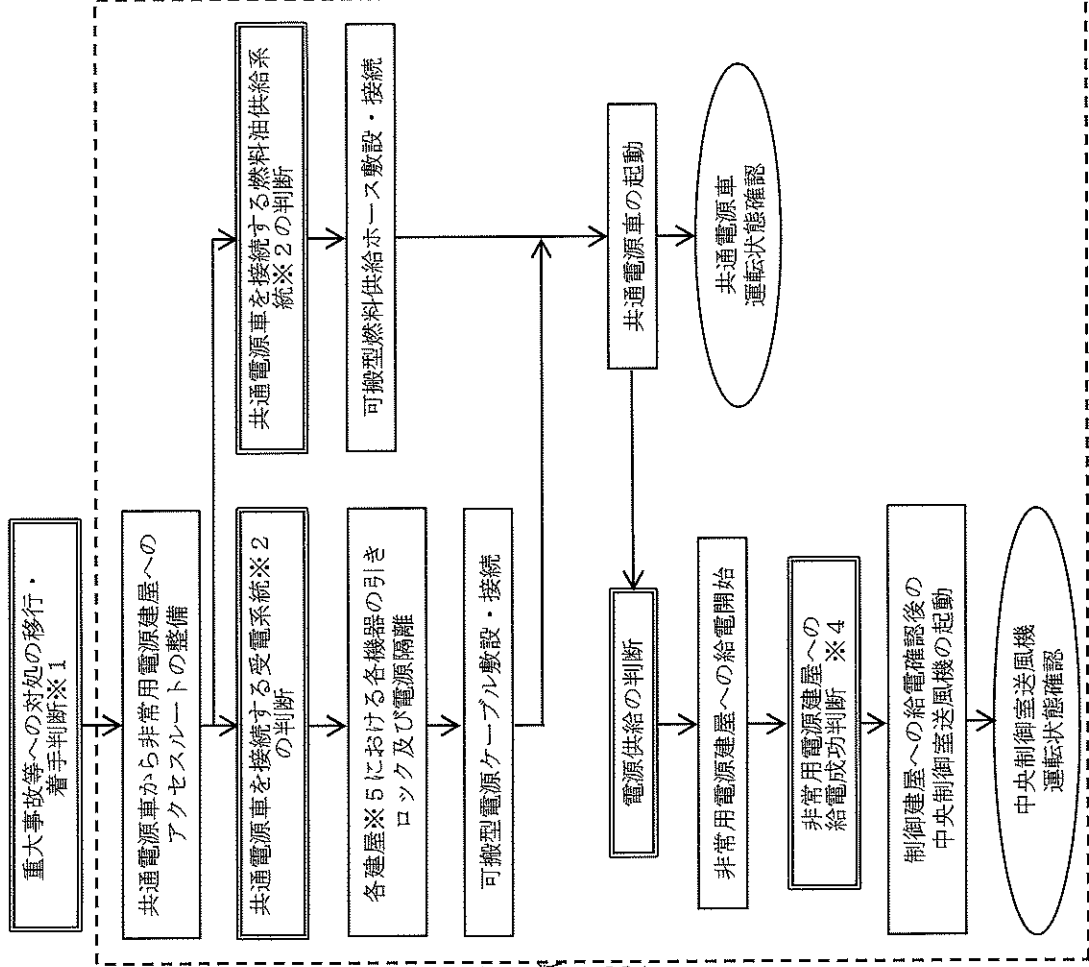 重大事故等への対処の移行・
着手判断※1
共通電源車から非常用電源建屋への
アクセスルートの整備
共通電源車を接続する受電系統※2
の判断
各建屋※5における各機器の引き
ロック及び電源隔離
可搬型電源ケーブル敷設・接続
共通電源車を接続する燃料油供給系
統※2の判断
可搬型燃料供給ホース敷設・接続
共通電源車の起動
共通電源車
運転状態確認
電源供給の判断
非常用電源建屋への給電開始
非常用電源建屋への
給電成功判断 ※4
制御建屋への給電確認後の
中央制御室送風機の起動
中央制御室送風機
運転状態確認